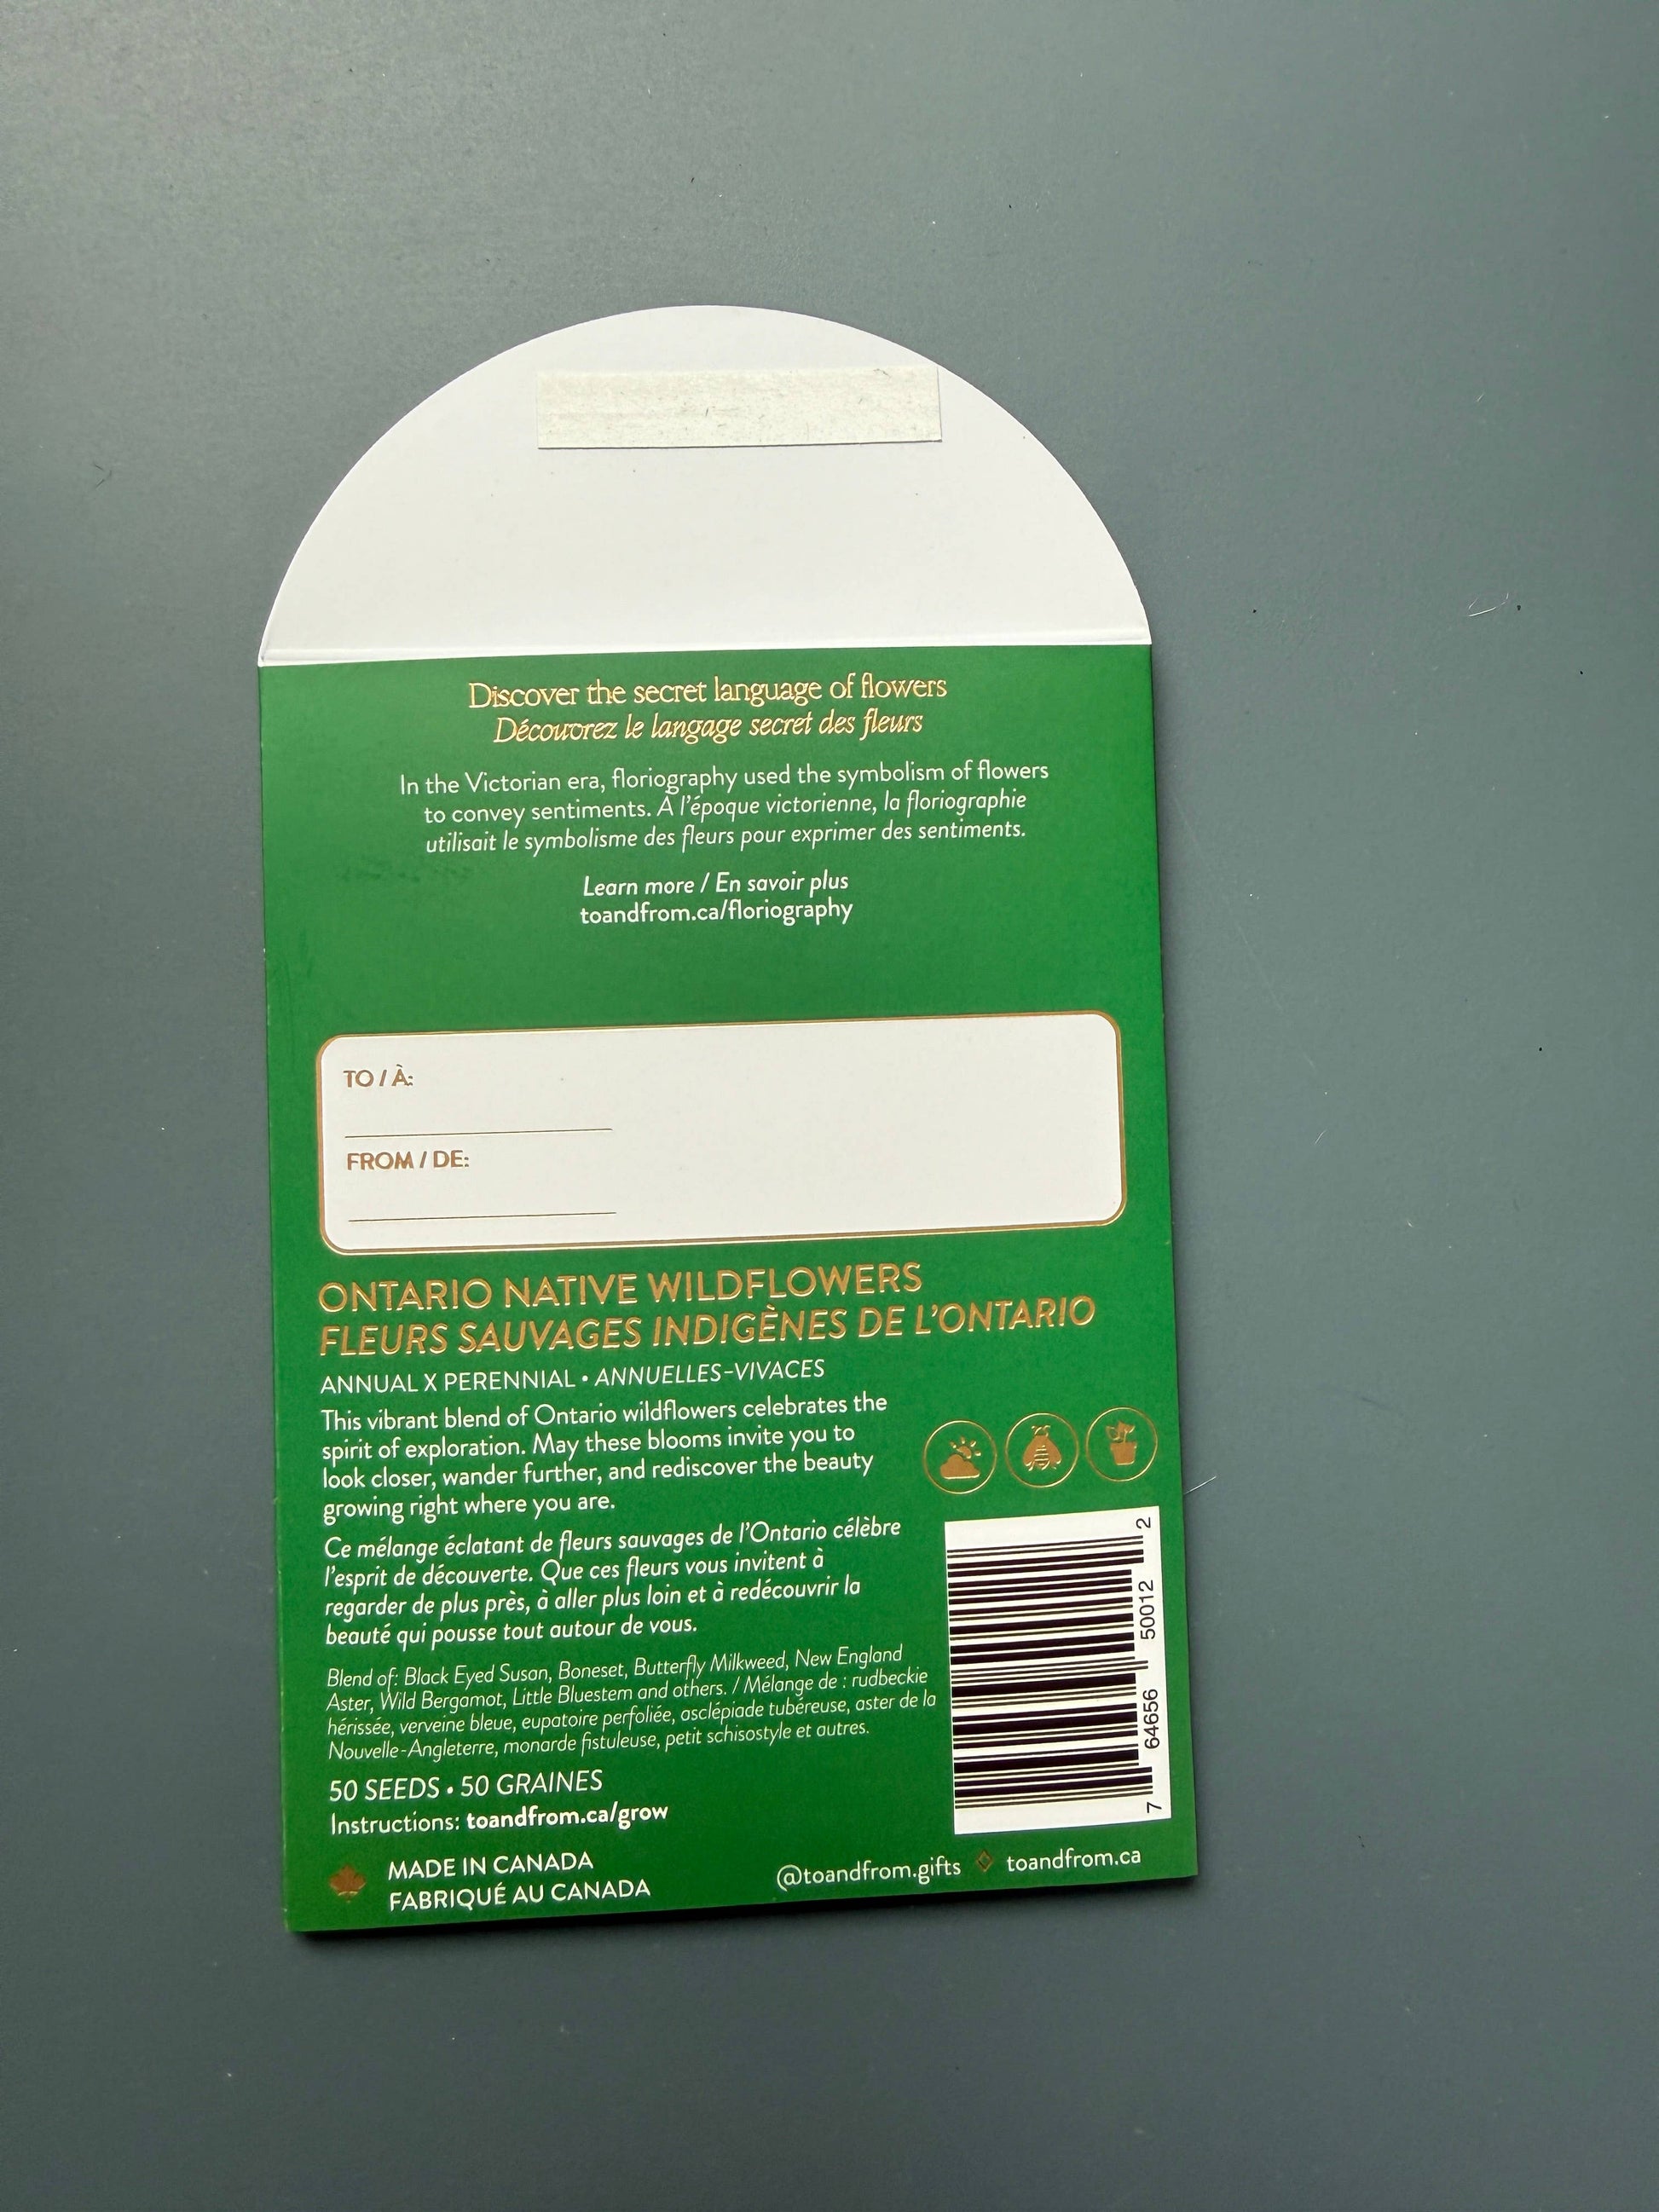 Discover the secret language of flowers
Découvrez le langage secret des fleurs
In the Victorian era, floriography used the symbolism of flowers
to convey sentiments. À l'époque victorienne, la floriographie
utilisait le symbolisme des fleurs pour exprimer des sentiments.
Learn more / En savoir plus
toandfrom.ca/floriography
TO / À:
FROM / DE:
ONTARIO NATIVE WILDFLOWERS
FLEURS SAUVAGES INDIGÈNES DE L'ONTARIO
ANNUAL X PERENNIAL • ANNUELLES-VIVACES
This vibrant blend of Ontario wildflowers celebrates the
spirit of exploration. May these blooms invite you to
look closer, wander further, and rediscover the beauty
growing right where you are.
Ce mélange éclatant de fleurs sauvages de l'Ontario célèbre
l'esprit de découverte. Que ces fleurs vous invitent à
regarder de plus près, à aller plus loin et à redécouvrir la
beauté qui pousse tout autour de vous.
Blend of: Black Eyed Susan, Boneset, Butterfly Milkweed, New England
Aster, Wild Bergamot, Little Bluestem and others. / Mélange de : rudbeckie
hérissée, verveine bleue, eupatoire perfoliée, asclépiade tubéreuse, aster de la
Nouvelle-Angleterre, monarde fistuleuse, petit schisostyle et autres.
50 SEEDS • 50 GRAINES
Instructions: toandfrom.ca/grow
MADE IN CANADA
FABRIQUÉ AU CANADA
@toandfrom.gifts
toandfrom.ca
7 64656 50012 2